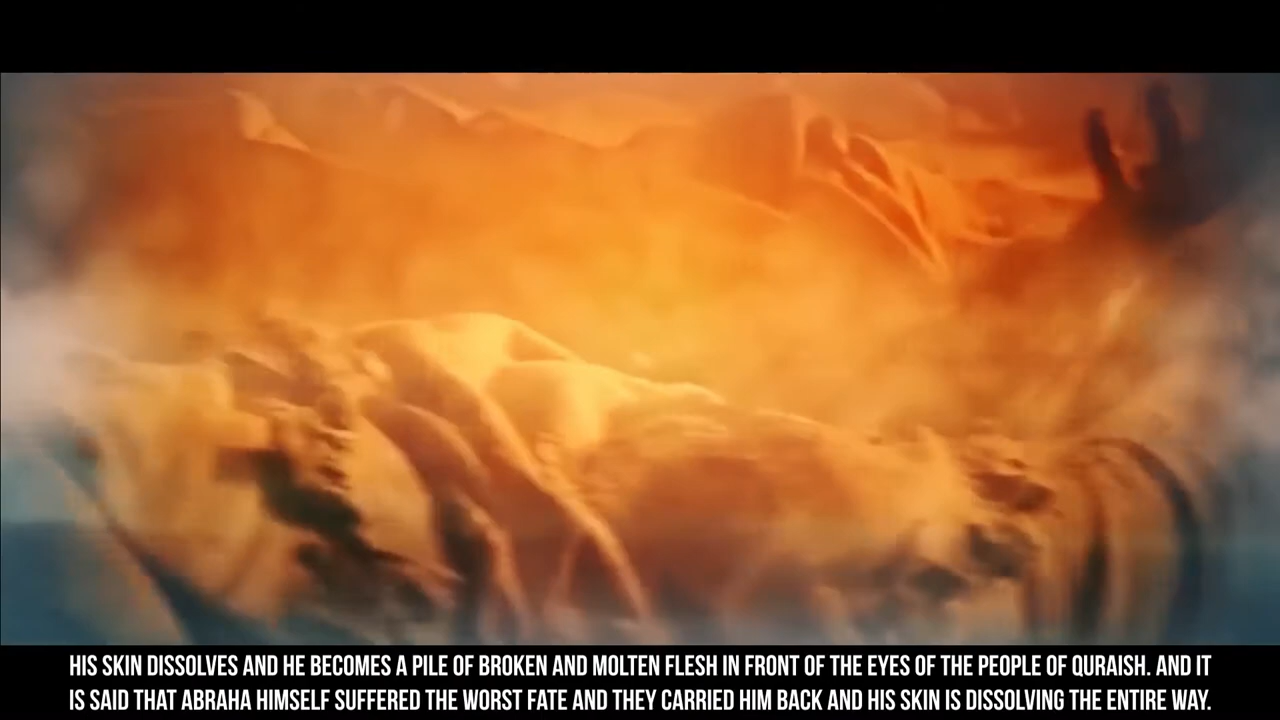 HIS SKIN DISSOLVES AND HE BECOMES A PILE OF BROKEN AND MOLTEN FLESH IN FRONT OF THE EYES OF THE PEOPLE OF QURAISH. AND IT
IS SAID THAT ABRAHA HIMSELF SUFFERED THE WORST FATE AND THEY CARRIED HIM BACK AND HIS SKIN IS DISSOLVING THE ENTIRE WAY.